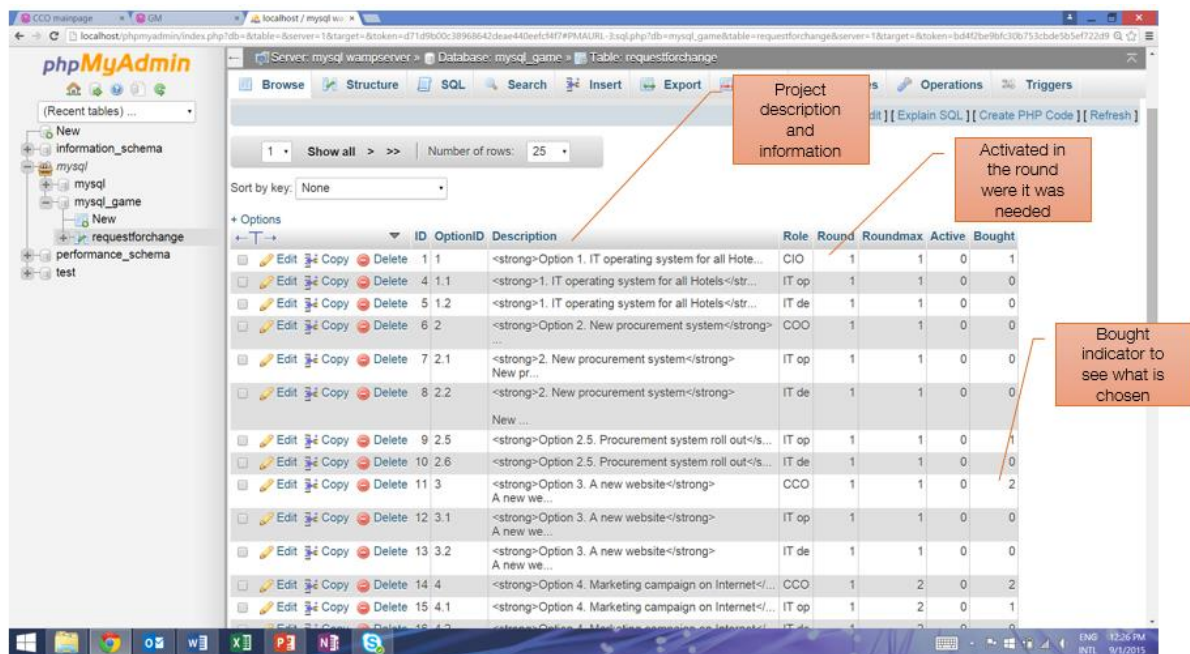 CCO mainpage
GM
localhost / mysql wa
localhost/phpmyadmin/index.php?db=&table=&server=1&target=&token=
phpMyAdmin
(Recent tables) ...
New
information_schema
mysql
mysql
mysql_game
New
requestforchange
performance_schema
test
Server: mysql wampserver » Database: mysql_game » Table: requestforchange
Browse Structure SQL Search Insert Export Operations Triggers
[ Explain SQL ] [ Create PHP Code ] [ Refresh ]
1 Show all > >> Number of rows: 25
Sort by key: None
+ Options
←T→ ID OptionID Description Role Round Roundmax Active Bought
Edit Copy Delete 1 1 <strong>Option 1. IT operating system for all Hote... CIO 1 1 0 1
Edit Copy Delete 4 1.1 <strong>1. IT operating system for all Hotels</str... IT op 1 1 0 0
Edit Copy Delete 5 1.2 <strong>1. IT operating system for all Hotels</str... IT de 1 1 0 0
Edit Copy Delete 6 2 <strong>Option 2. New procurement system</strong> COO 1 1 0 0
...
Edit Copy Delete 7 2.1 <strong>2. New procurement system</strong> IT op 1 1 0 0
New pr...
Edit Copy Delete 8 2.2 <strong>2. New procurement system</strong> IT de 1 1 0 0
New ...
Edit Copy Delete 9 2.5 <strong>Option 2.5. Procurement system roll out</s... IT op 1 1 0 1
Edit Copy Delete 10 2.6 <strong>Option 2.5. Procurement system roll out</s... IT de 1 1 0 0
Edit Copy Delete 11 3 <strong>Option 3. A new website</strong> CCO 1 1 0 2
A new we...
Edit Copy Delete 12 3.1 <strong>Option 3. A new website</strong> IT op 1 1 0 0
A new we...
Edit Copy Delete 13 3.2 <strong>Option 3. A new website</strong> IT de 1 1 0 0
A new we...
Edit Copy Delete 14 4 <strong>Option 4. Marketing campaign on Internet</... CCO 1 2 0 2
Edit Copy Delete 15 4.1 <strong>Option 4. Marketing campaign on Internet</... IT op 1 2 0 1
Project
description
and
information
Activated in
the round
were it was
needed
Bought
indicator to
see what is
chosen
ENG 12:26 PM
INTL 9/1/2015